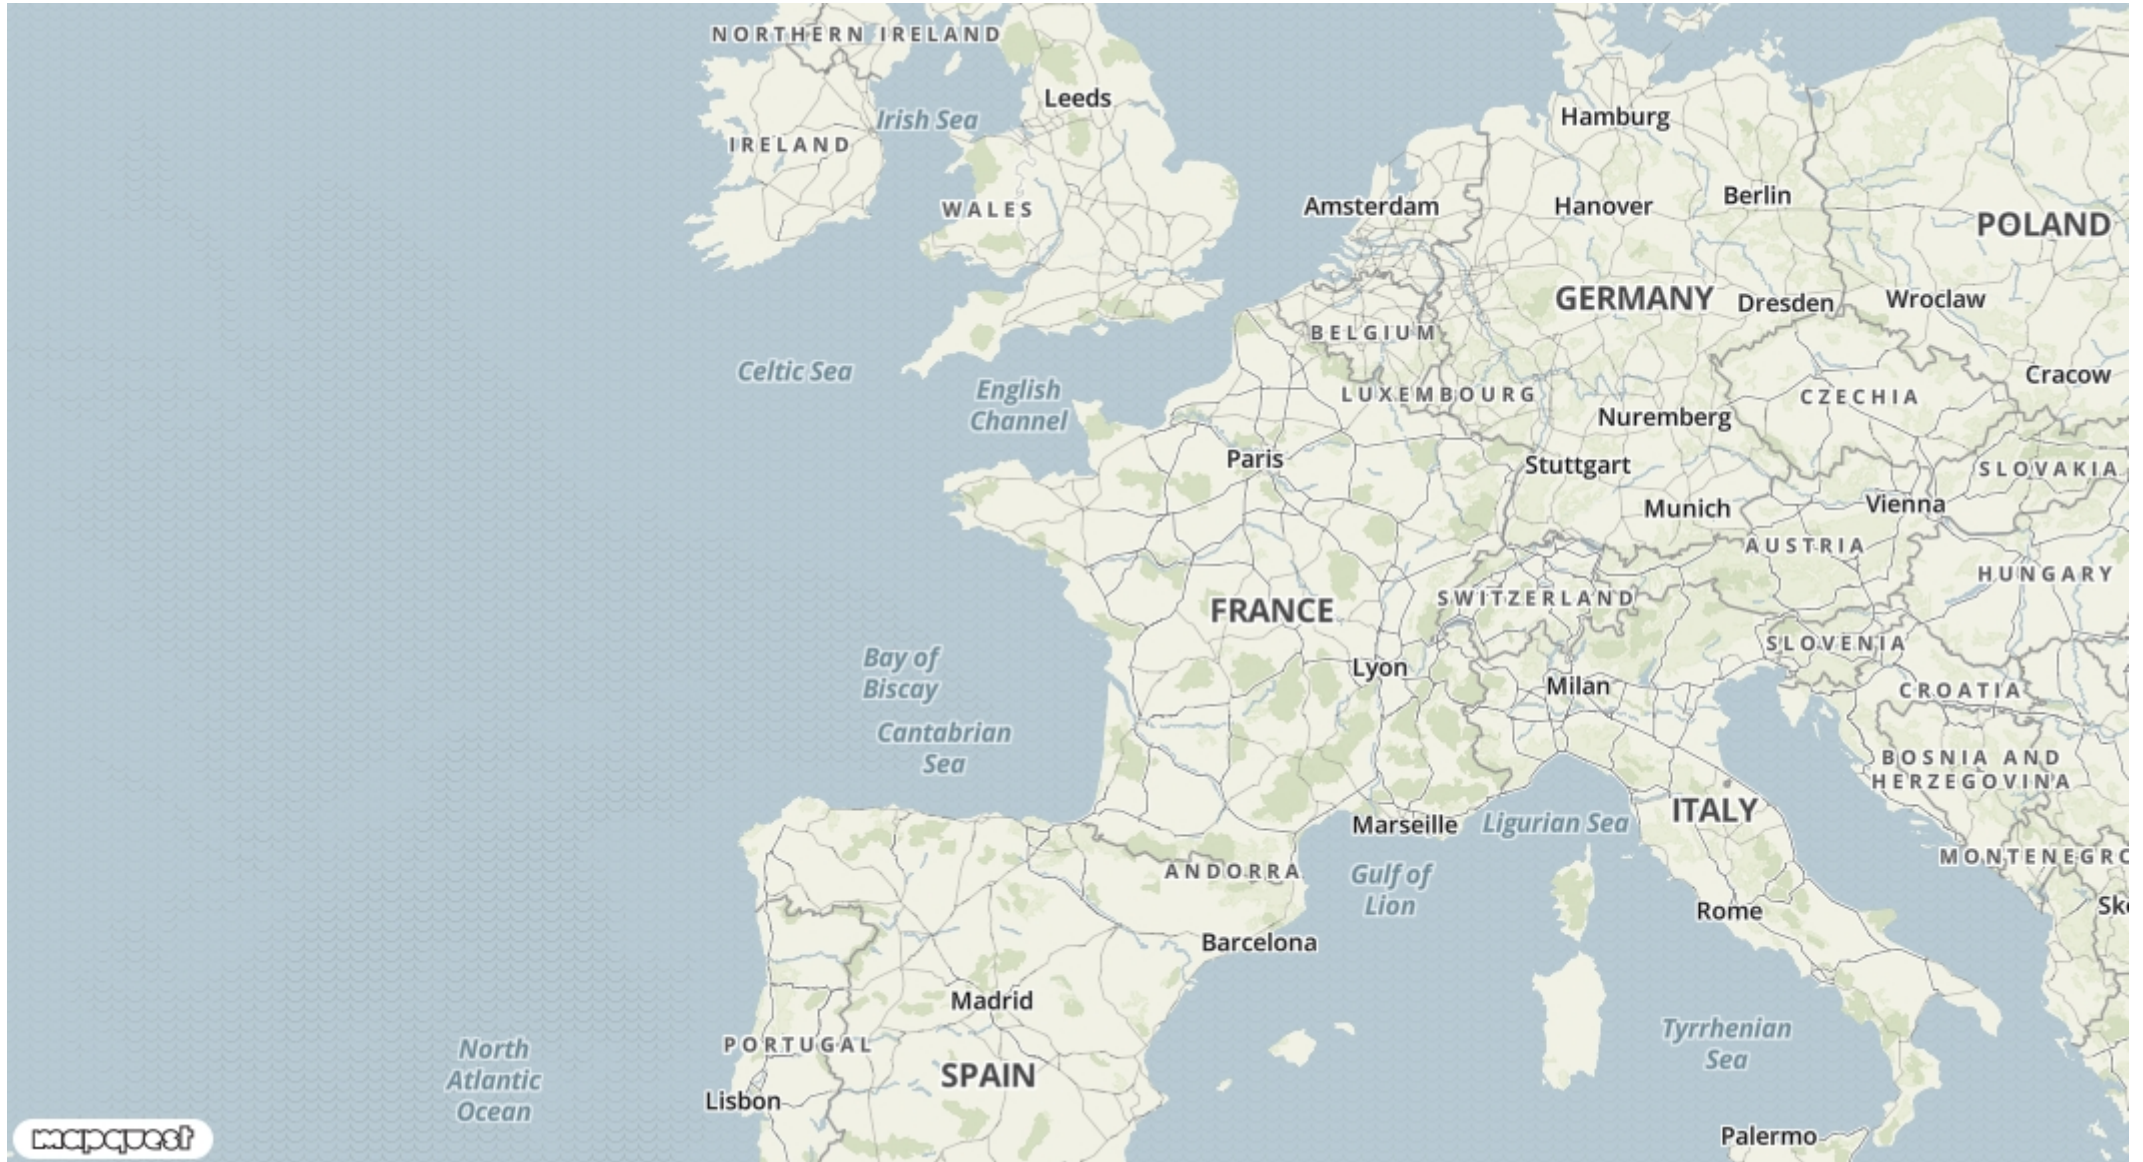 NORTHERN IRELAND
Leeds
Irish Sea
IRELAND
Hamburg
WALES
Amsterdam
Hanover
Berlin
POLAND
GERMANY
Dresden
Wroclaw
BELGIUM
Celtic Sea
English
Channel
LUXEMBOURG
Cracow
CZECHIA
Nuremberg
Paris
Stuttgart
SLOVAKIA
Munich
Vienna
AUSTRIA
HUNGARY
SWITZERLAND
FRANCE
SLOVENIA
Bay of
Biscay
Lyon
Milan
CROATIA
Cantabrian
Sea
BOSNIA AND
HERZEGOVINA
ITALY
Marseille
Ligurian Sea
MONTENEGRO
ANDORRA
Gulf of
Lion
Rome
Sk
Barcelona
Madrid
Tyrrhenian
Sea
PORTUGAL
North
Atlantic
Ocean
SPAIN
Lisbon
Palermo
mapquest